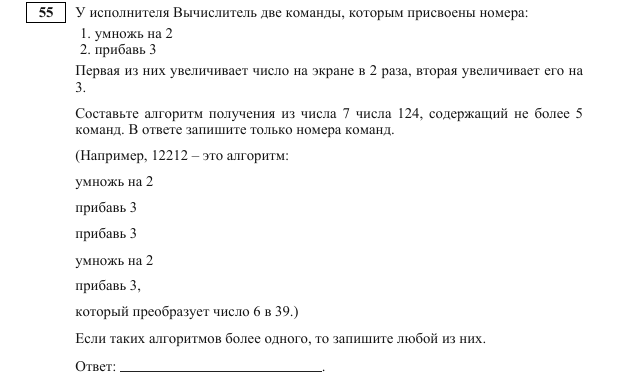 55 У исполнителя Вычислитель две команды, которым присвоены номера:
1. умножь на 2
2. прибавь 3
Первая из них увеличивает число на экране в 2 раза, вторая увеличивает его на
3.
Составьте алгоритм получения из числа 7 числа 124, содержащий не более 5
команд. В ответе запишите только номера команд.
(Например, 12212 – это алгоритм:
умножь на 2
прибавь 3
прибавь 3
умножь на 2
прибавь 3,
который преобразует число 6 в 39.)
Если таких алгоритмов более одного, то запишите любой из них.
Ответ: ____________________.